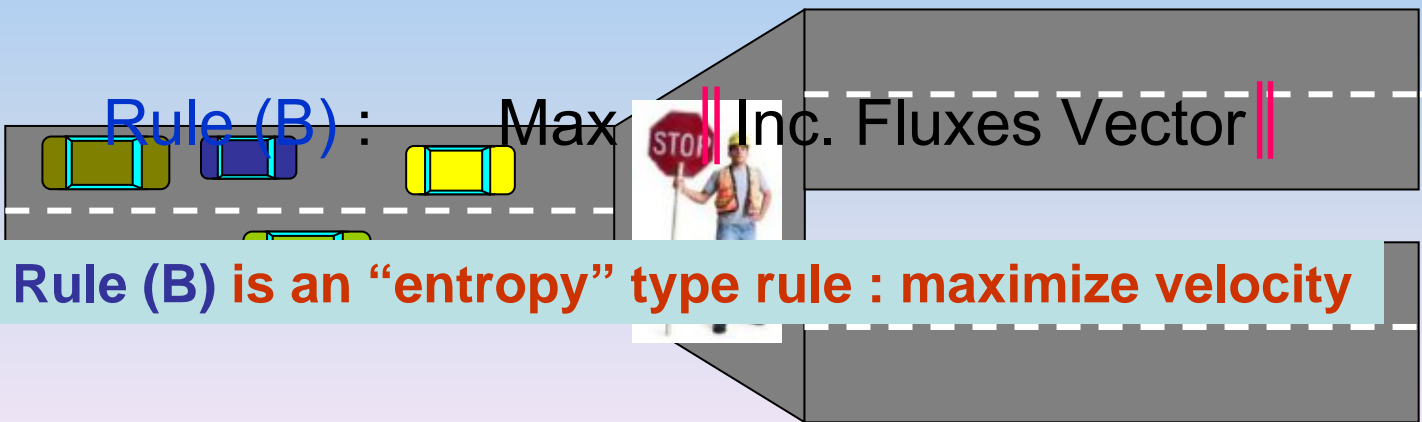 Rule (B) : Max ‖ Inc. Fluxes Vector ‖
STOP
Rule (B) is an “entropy” type rule : maximize velocity